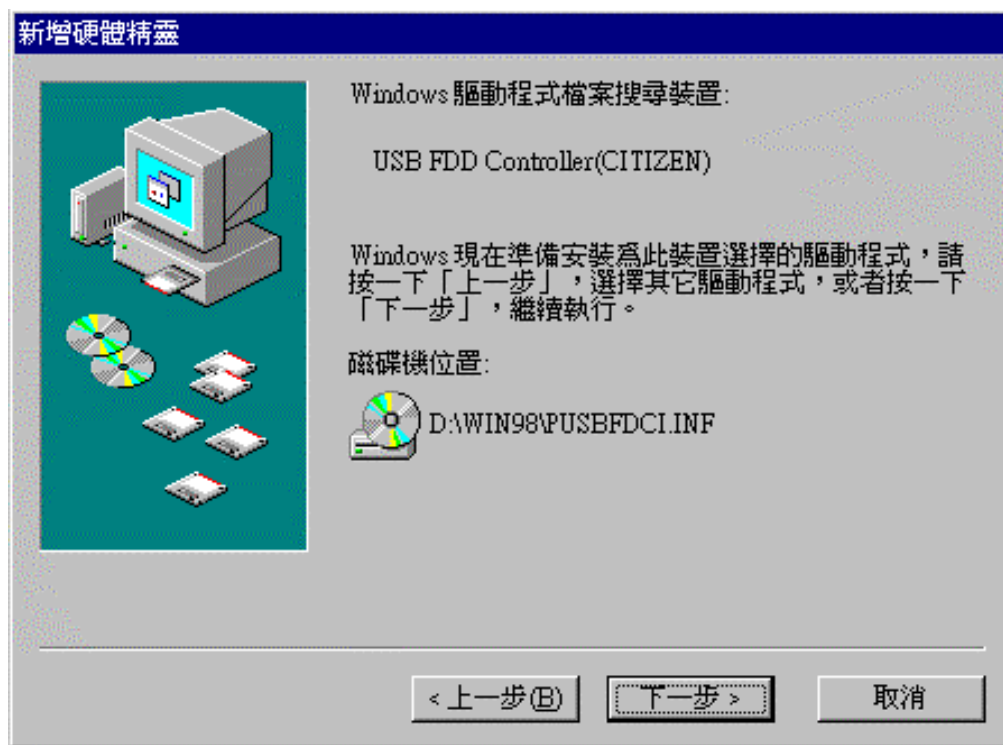 新增硬體精靈
Windows 驅動程式檔案搜尋裝置:
USB FDD Controller(CITIZEN)
Windows 現在準備安裝為此裝置選擇的驅動程式，請
按一下「上一步」，選擇其它驅動程式，或者按一下
「下一步」，繼續執行。
磁碟機位置:
D:\WIN98\PUSBFDCI.INF
<上一步(B)
下一步 >
取消